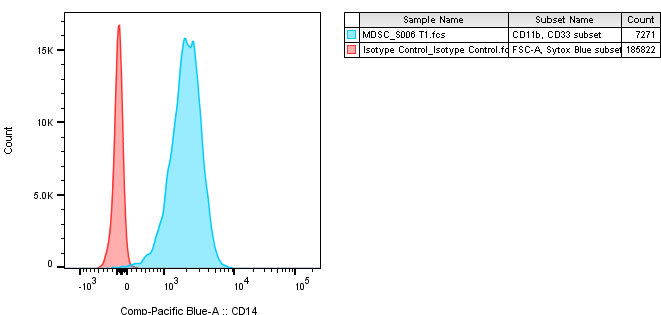 Sample Name Subset Name Count
MDSC_S006 T1.fcs CD11b, CD33 subset 7271
Isotype Control_Isotype Control.fc FSC-A, Sytox Blue subset 185822
15K
10K
5.0K
0
Count
-10³ 0 10³ 10⁴ 10⁵
Comp-Pacific Blue-A :: CD14